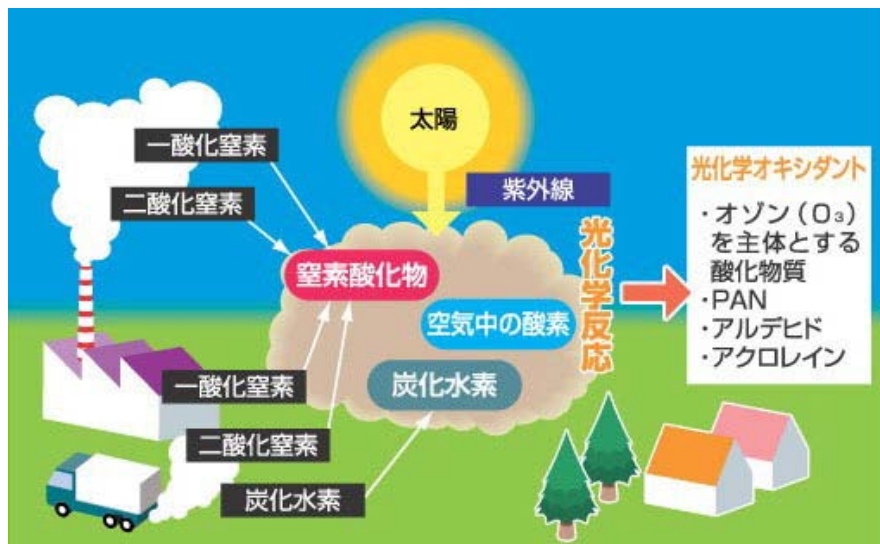 太陽
一酸化窒素
二酸化窒素
紫外線
窒素酸化物
空気中の酸素
炭化水素
光化学反応
光化学オキシダント
・オゾン(O₃)
を主体とする
酸化物質
・PAN
・アルデヒド
・アクロレイン
一酸化窒素
二酸化窒素
炭化水素